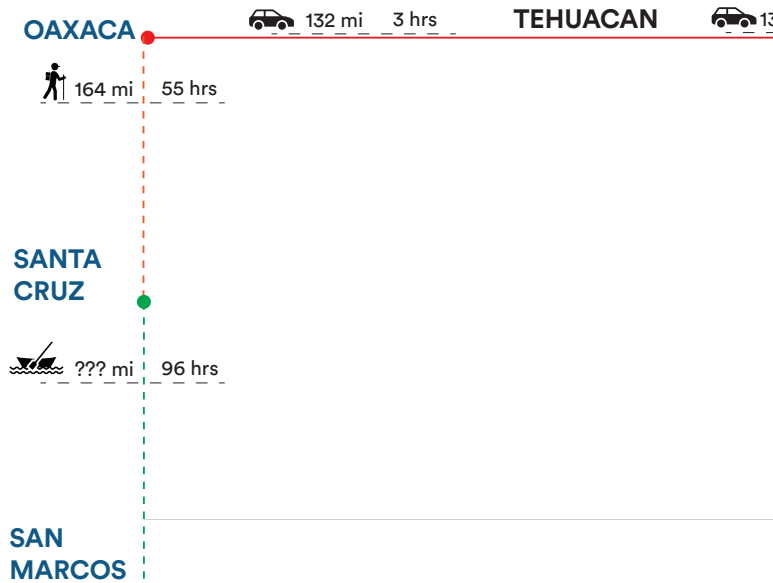 OAXACA
132 mi 3 hrs
TEHUACAN
164 mi 55 hrs
SANTA
CRUZ
??? mi 96 hrs
SAN
MARCOS